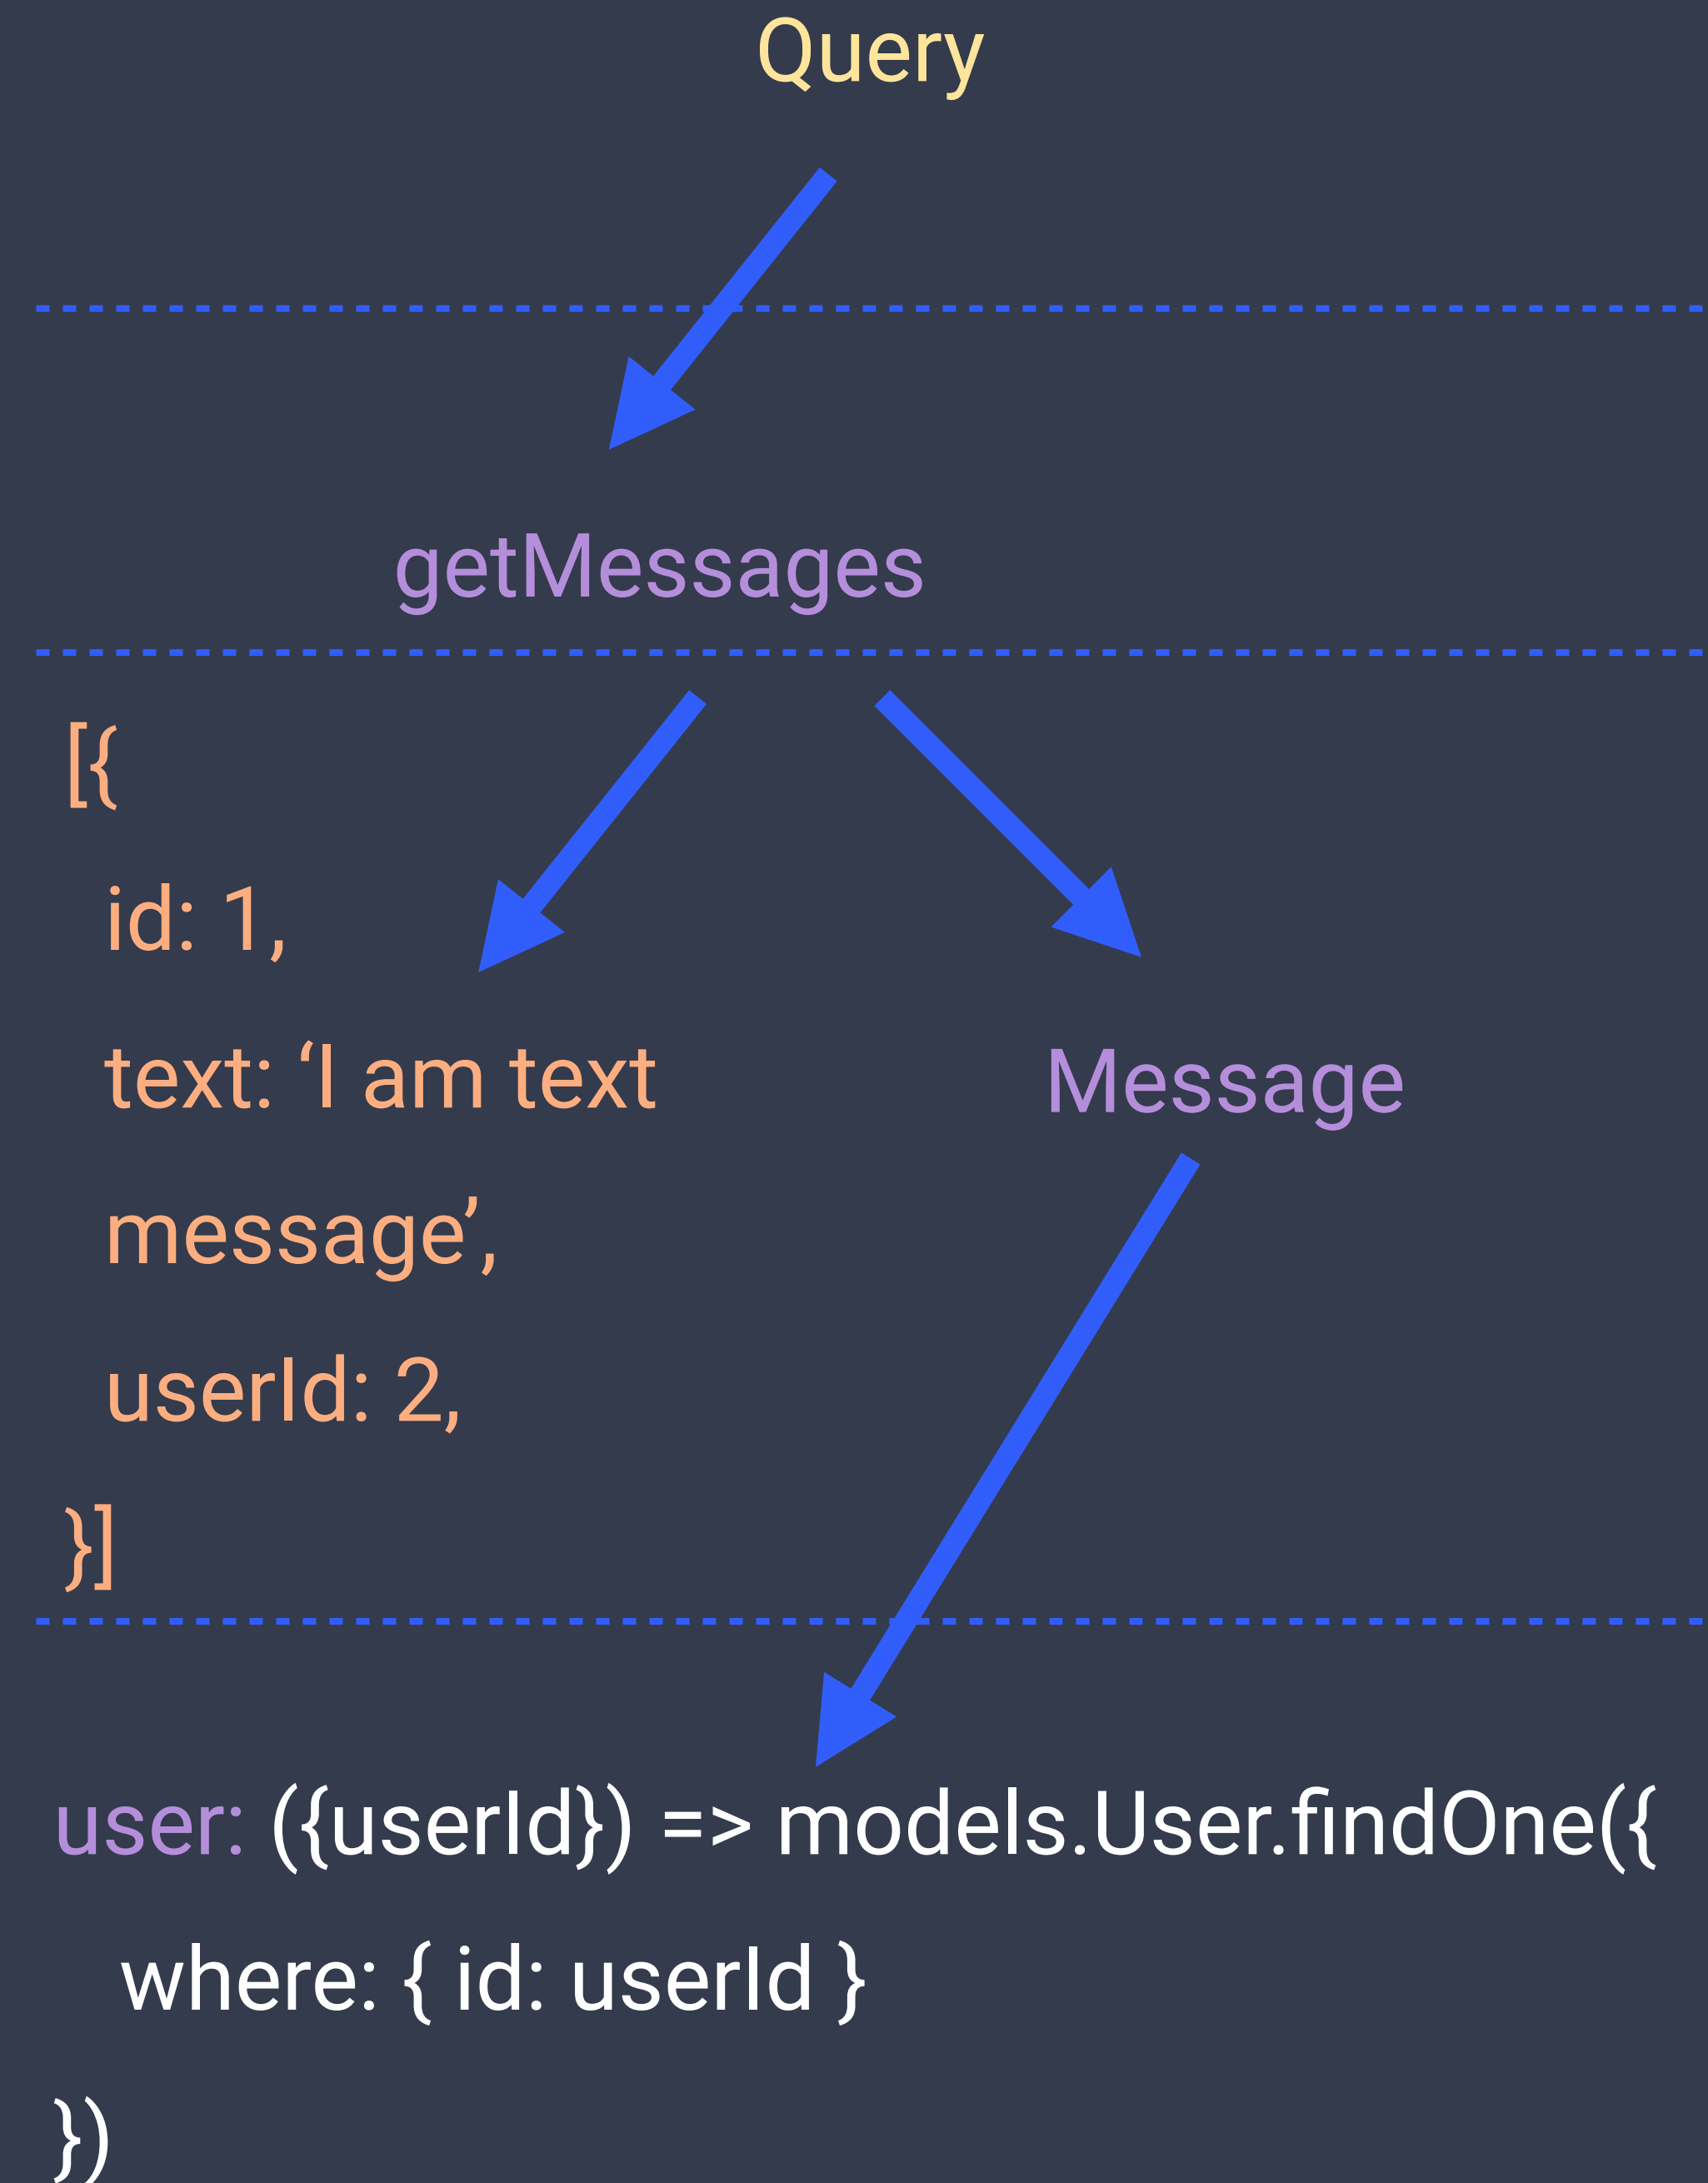 Query
getMessages
[{
id: 1,
text: ‘I am text
message’,
userId: 2,
}]
Message
user: ({userId}) => models.User.findOne({
where: { id: userId }
})